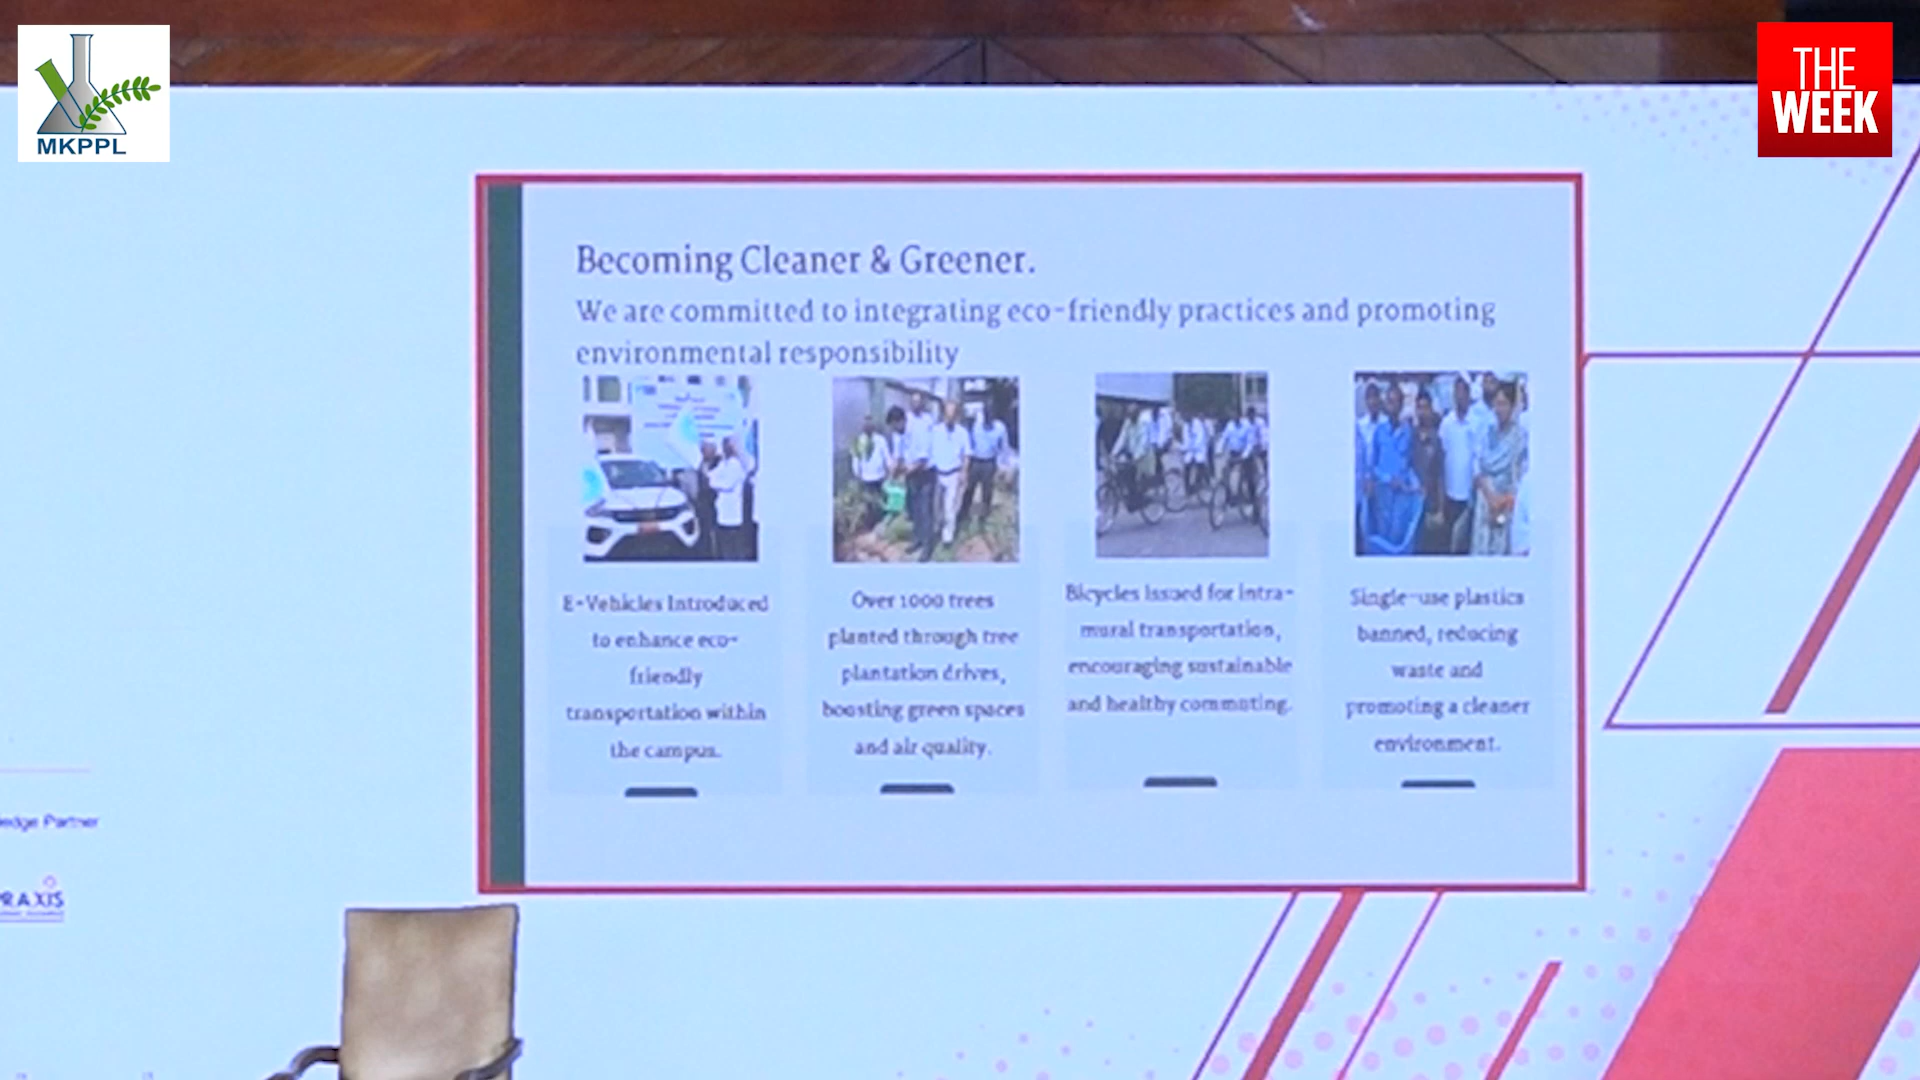 MKPPL
THE
WEEK
Becoming Cleaner & Greener.
We are committed to integrating eco-friendly practices and promoting
environmental responsibility
E-Vehicles Introduced
to enhance eco-
friendly
transportation within
the campus.
Over 1000 trees
planted through tree
plantation drives,
boosting green spaces
and air quality.
Bicycles issued for intra-
mural transportation,
encouraging sustainable
and healthy commuting.
Single-use plastics
banned, reducing
waste and
promoting a cleaner
environment.
Partner